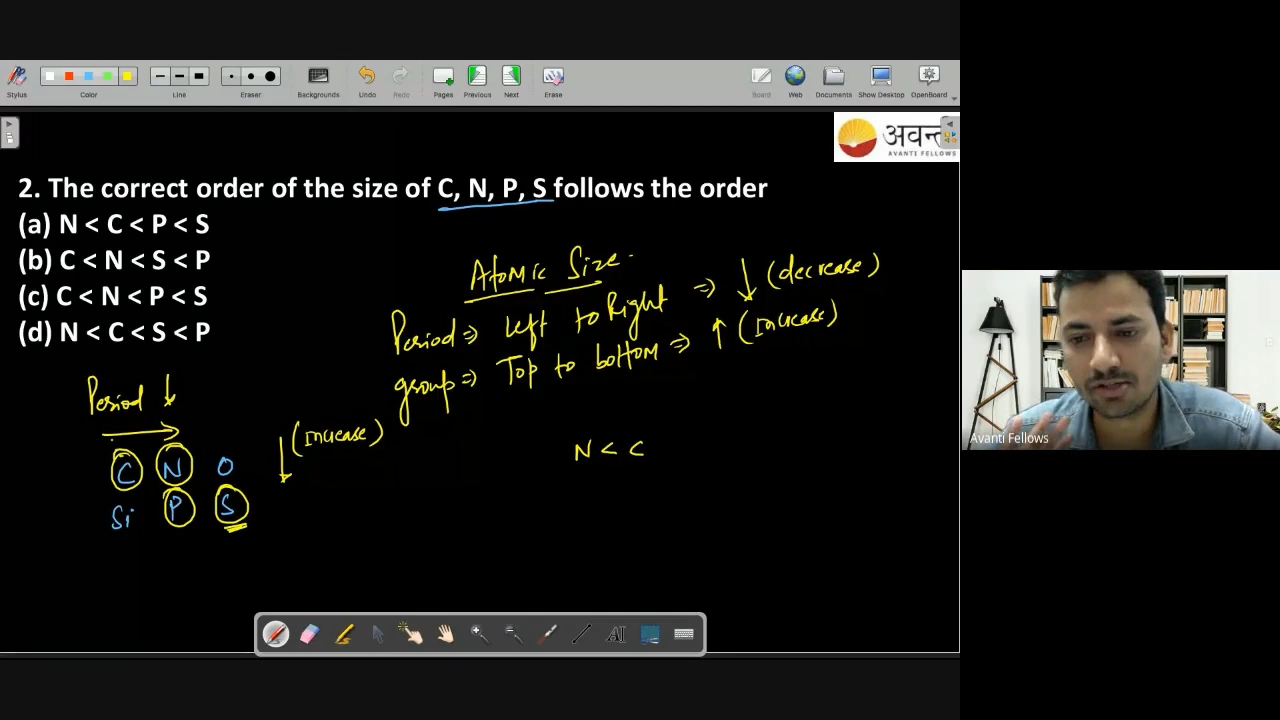 Stylus
Color
Line
Eraser
Backgrounds
Undo
Redo
Pages
Previous
Next
Erase
Board
Web
Documents
Show Desktop
OpenBoard
अवन्त
AVANTI FELLOWS
2. The correct order of the size of C, N, P, S follows the order
(a) N < C < P < S
(b) C < N < S < P
(c) C < N < P < S
(d) N < C < S < P
Atomic Size.
Period ⇒ Left to Right ⇒ ↓ (decrease)
group ⇒ Top to bottom ⇒ ↑ (Increase)
Period ↓
↓ (Increase)
C N O
Si P S
N < C
Avanti Fellows
AI